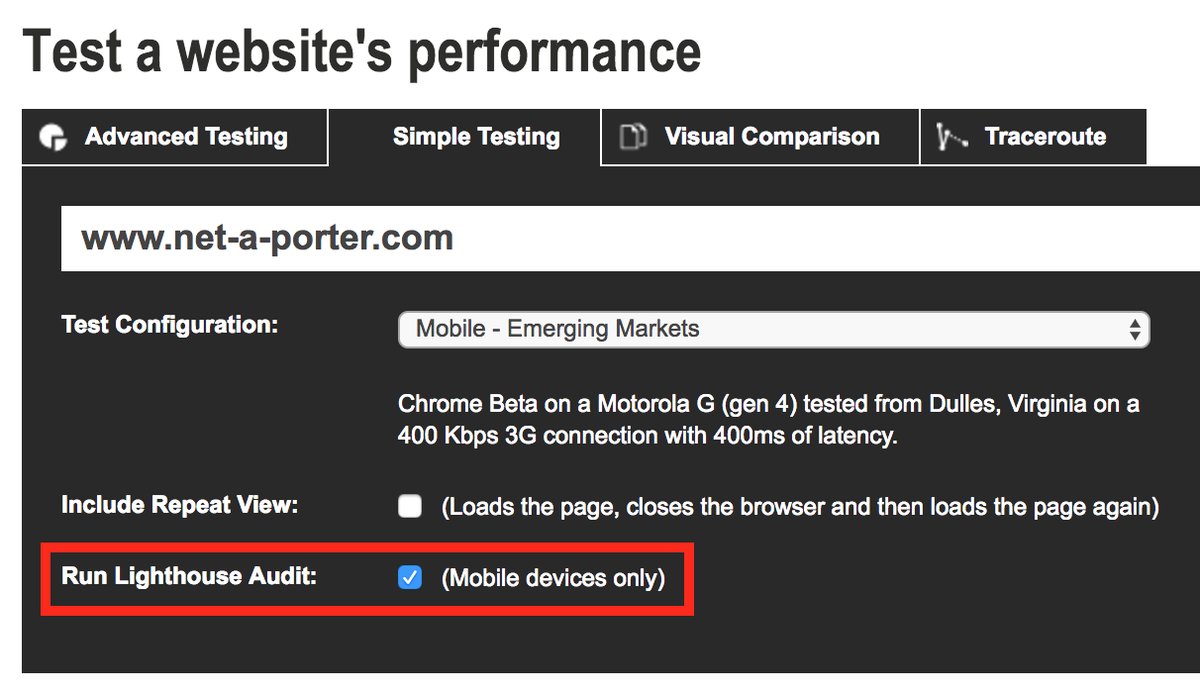 Test a website's performance
Advanced Testing
Simple Testing
Visual Comparison
Traceroute
www.net-a-porter.com
Test Configuration:
Mobile - Emerging Markets
Chrome Beta on a Motorola G (gen 4) tested from Dulles, Virginia on a
400 Kbps 3G connection with 400ms of latency.
Include Repeat View:
(Loads the page, closes the browser and then loads the page again)
Run Lighthouse Audit:
(Mobile devices only)